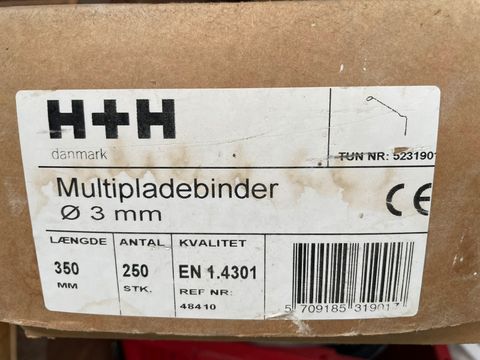 H+H
danmark
TUN NR: 523190
Multipladebinder
Ø 3 mm
CE
LÆNGDE ANTAL KVALITET
350 250 EN 1.4301
MM STK. REF NR:
48410
5 709185 319017